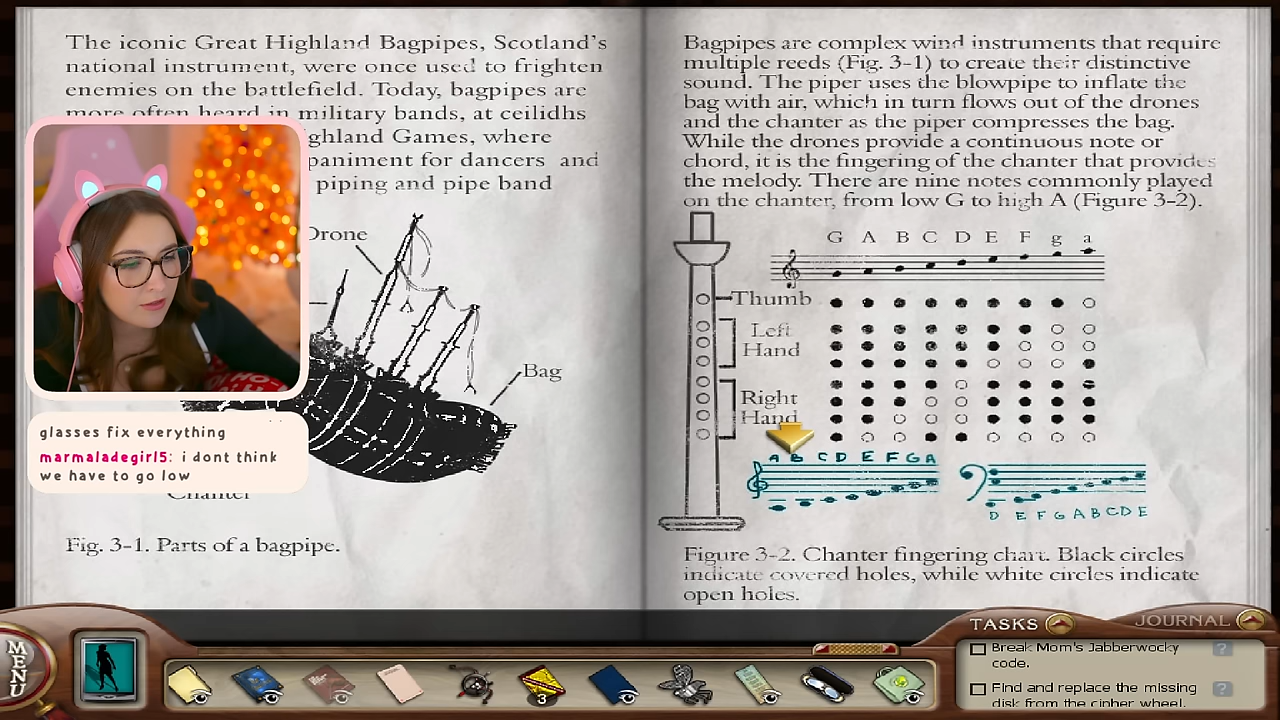 The iconic Great Highland Bagpipes, Scotland's
national instrument, were once used to frighten
enemies on the battlefield. Today, bagpipes are
more often heard in military bands, at ceilidhs
ghland Games, where
paniment for dancers and
piping and pipe band
Drone
Bag
Chanter
Fig. 3-1. Parts of a bagpipe.
glasses fix everything
marmaladegirl5: i dont think
we have to go low
Bagpipes are complex wind instruments that require
multiple reeds (Fig. 3-1) to create their distinctive
sound. The piper uses the blowpipe to inflate the
bag with air, which in turn flows out of the drones
and the chanter as the piper compresses the bag.
While the drones provide a continuous note or
chord, it is the fingering of the chanter that provides
the melody. There are nine notes commonly played
on the chanter, from low G to high A (Figure 3-2).
G A B C D E F g a
Thumb
Left
Hand
Right
Hand
A B C D E F G A
D E F G A B C D E
Figure 3-2. Chanter fingering chart. Black circles
indicate covered holes, while white circles indicate
open holes.
MENU
3
TASKS
JOURNAL
Break Mom's Jabberwocky
code.
?
Find and replace the missing
disk from the cipher wheel.
?